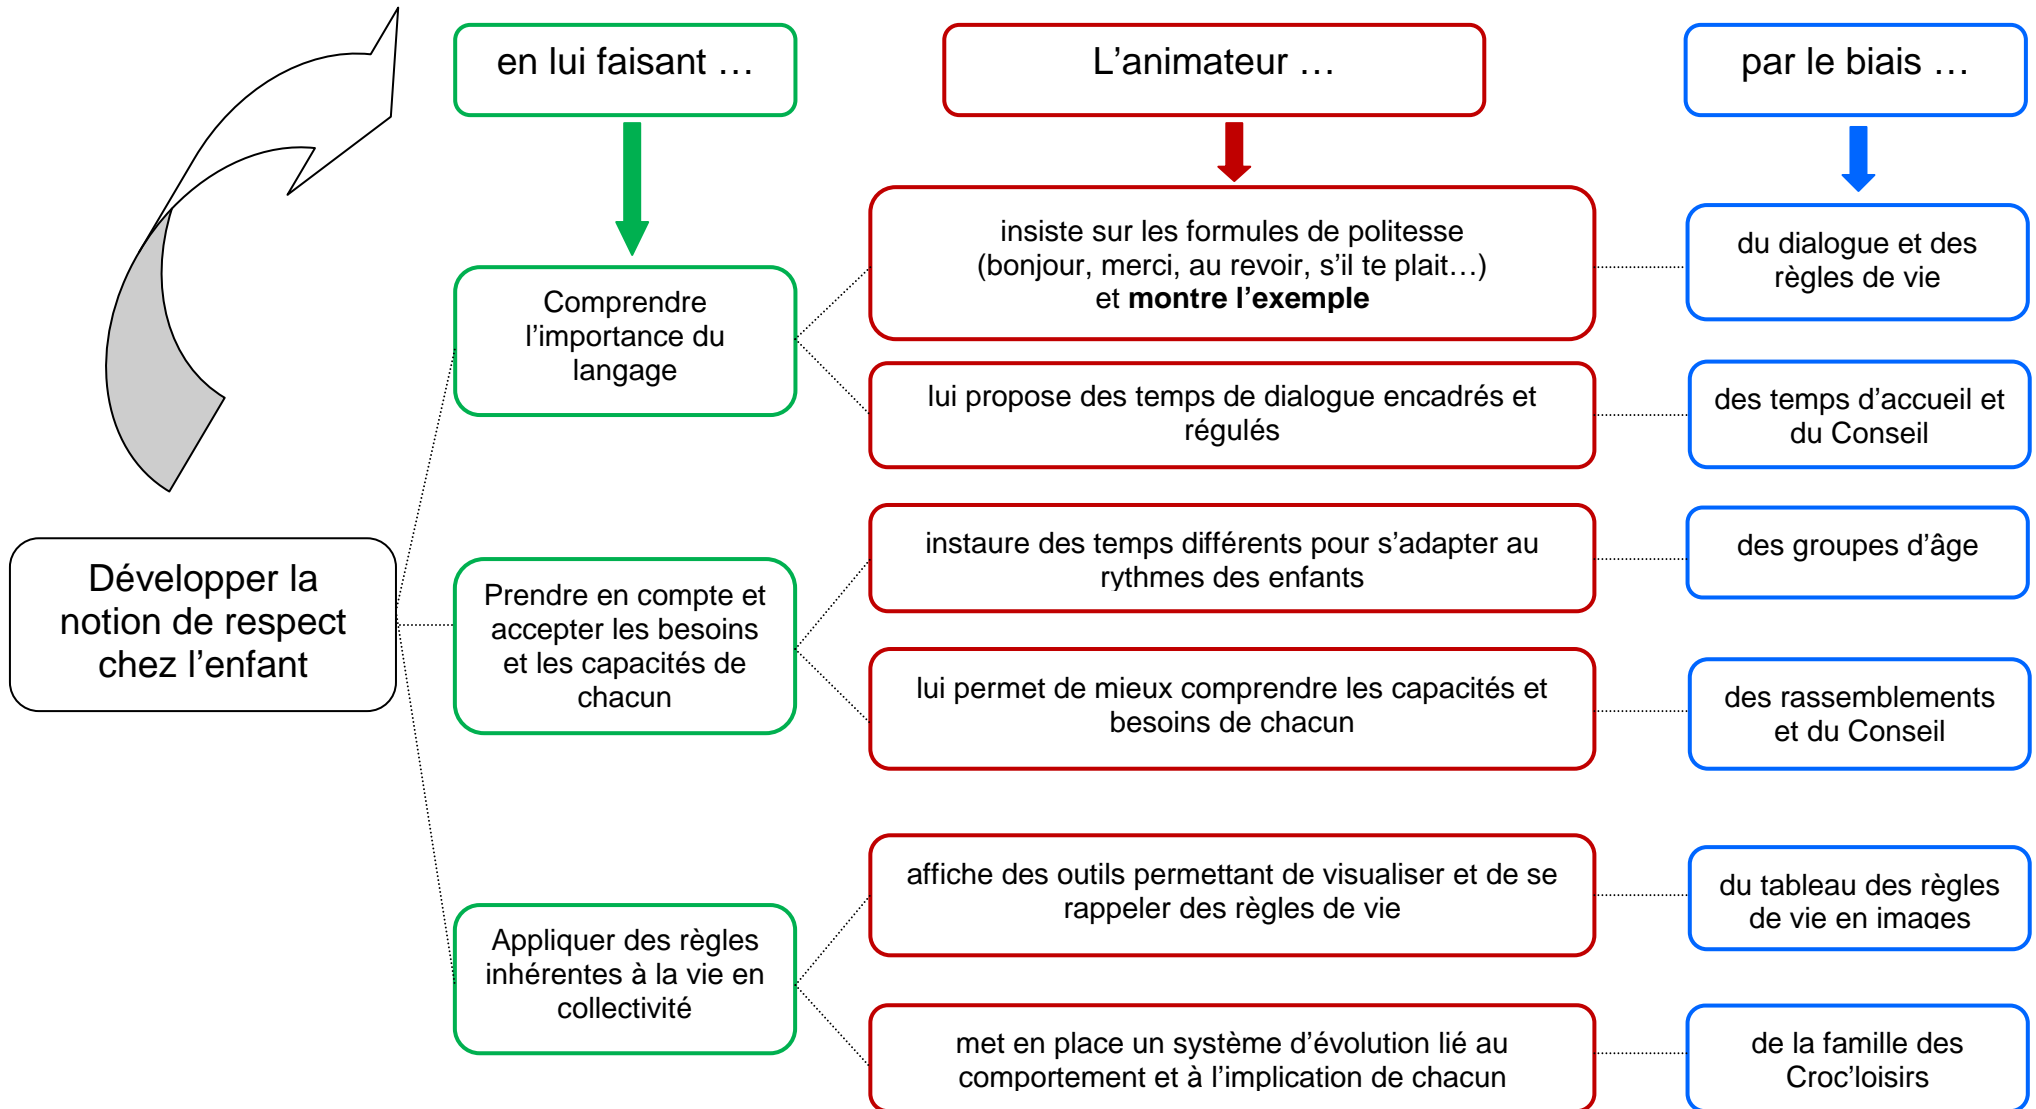 en lui faisant …
L’animateur …
par le biais …
Développer la
notion de respect
chez l’enfant
Comprendre
l’importance du
langage
insiste sur les formules de politesse
(bonjour, merci, au revoir, s’il te plait…)
et montre l’exemple
du dialogue et des
règles de vie
lui propose des temps de dialogue encadrés et
régulés
des temps d’accueil et
du Conseil
Prendre en compte et
accepter les besoins
et les capacités de
chacun
instaure des temps différents pour s’adapter au
rythmes des enfants
des groupes d’âge
lui permet de mieux comprendre les capacités et
besoins de chacun
des rassemblements
et du Conseil
Appliquer des règles
inhérentes à la vie en
collectivité
affiche des outils permettant de visualiser et de se
rappeler des règles de vie
du tableau des règles
de vie en images
met en place un système d’évolution lié au
comportement et à l’implication de chacun
de la famille des
Croc’loisirs